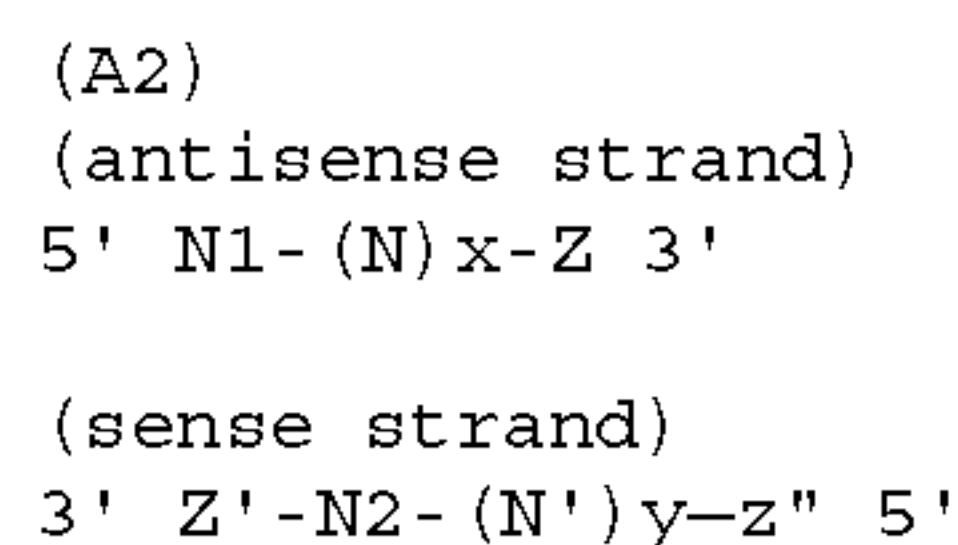 (A2)
(antisense strand)
5' N1-(N)x-Z 3'
(sense strand)
3' Z'-N2-(N')y—z" 5'